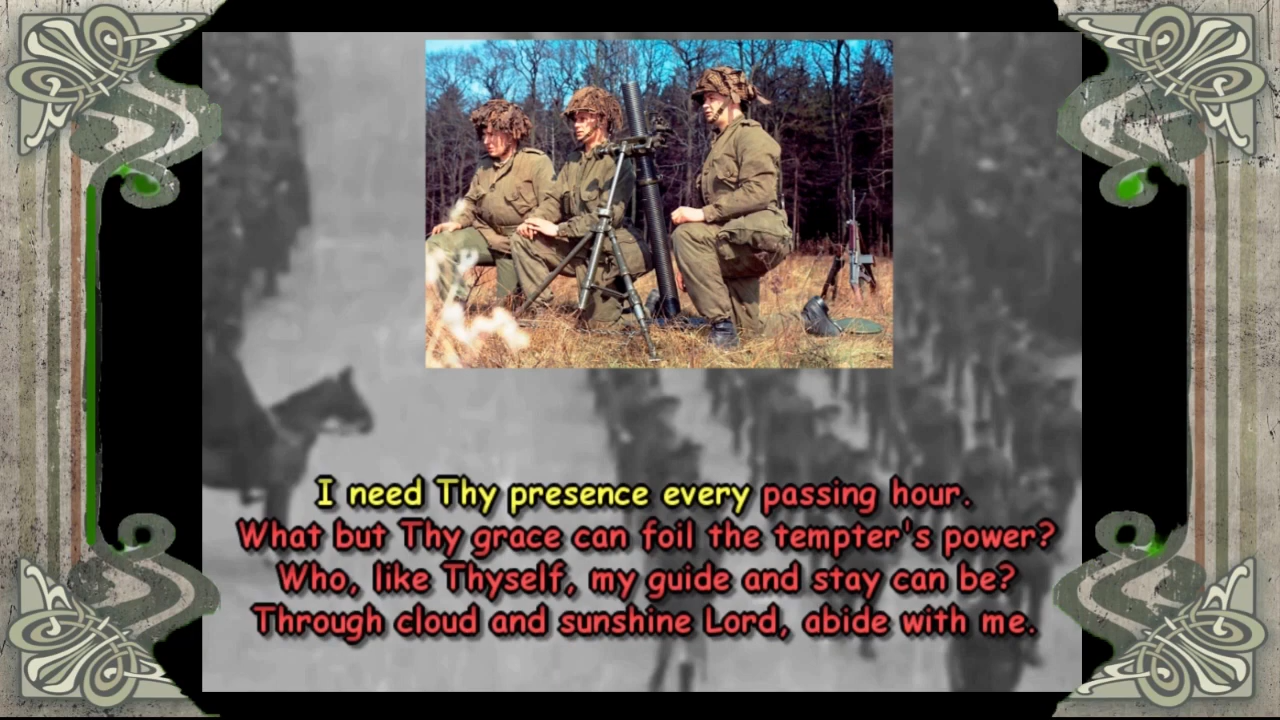 I need Thy presence every passing hour.
What but Thy grace can foil the tempter's power?
Who, like Thyself, my guide and stay can be?
Through cloud and sunshine Lord, abide with me.